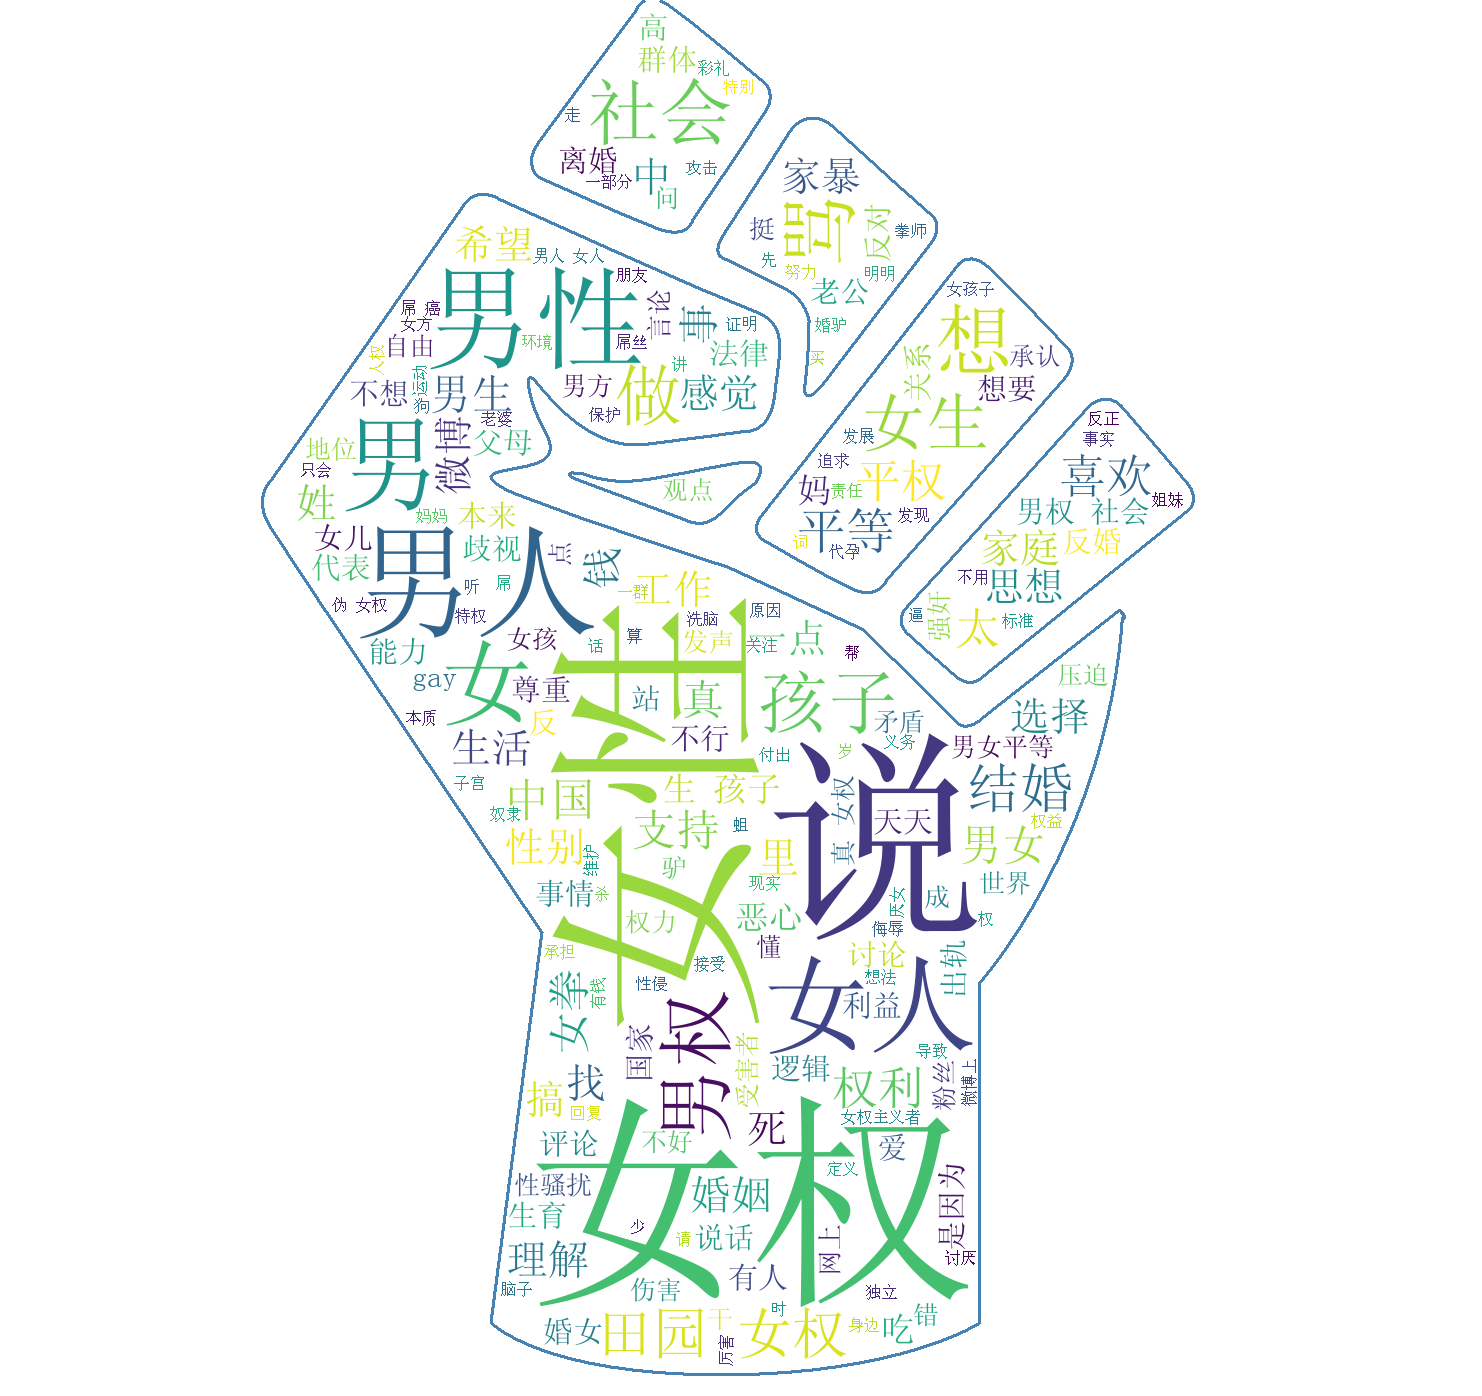 高
群体
彩礼
特别
社会
走
离婚
一部分
中
问
攻击
家暴
骂
挺
反对
拳师
先
努力
明明
老公
婚驴
买
女孩子
想
关系
承认
想要
女生
发展
追求
平权
妈
责任
平等
发现
词
代孕
反正
事实
喜欢
姐妹
男权 社会
家庭
反婚
不用
思想
逼
强奸
太
标准
希望
男人 女人
朋友
男性
言论
事
证明
屌 癌
女方
自由
环境
屌丝
法律
讲
人权
男方
做
感觉
不想
男生
保护
老婆
男
微博
父母
地位
只会
姓
妈妈
本来
观点
女儿
歧视
点
钱
代表
男人
听
屌
伪 女权
特权
一群
工作
洗脑
原因
女孩
话
算
发声
关注
一点
帮
能力
女
gay
尊重
站
真
孩子
本质
反
不行
矛盾
压迫
选择
生活
女性
付出
岁
义务
男女平等
子宫
中国
生 孩子
说
结婚
奴隶
支持
蛆
真 女权
天天
权益
性别
维护
驴
里
男女
事情
现实
世界
权力
恶心
厌女
成
权
侮辱
承担
懂
讨论
出轨
接受
性侵
有钱
想法
女拳
女人
利益
国家
男权
受害者
逻辑
导致
粉丝
微博上
找
搞
回复
权利
死
女权主义者
评论
不好
爱
女权
性骚扰
婚姻
定义
是因为
生育
少
请
说话
网上
讨厌
理解
有人
脑子
伤害
独立
时
婚女
田园 女权
干
厉害
身边
吃
错